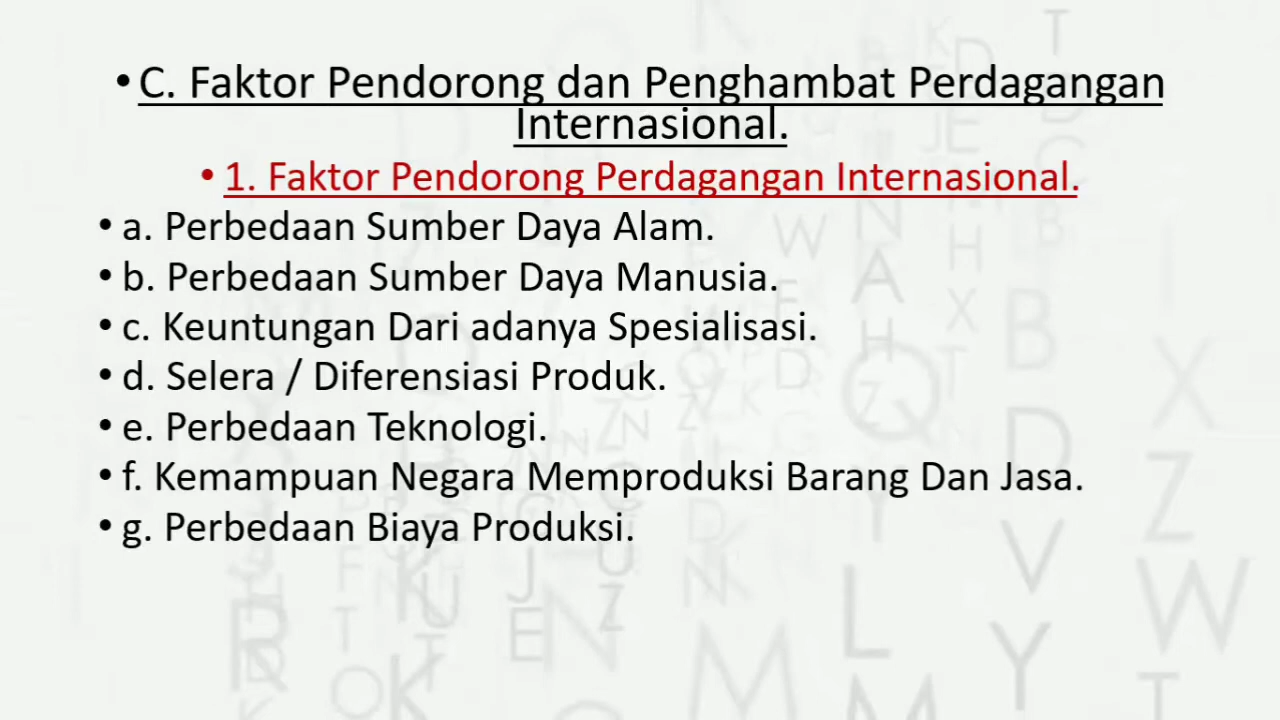 • C. Faktor Pendorong dan Penghambat Perdagangan
Internasional.
• 1. Faktor Pendorong Perdagangan Internasional.
• a. Perbedaan Sumber Daya Alam.
• b. Perbedaan Sumber Daya Manusia.
• c. Keuntungan Dari adanya Spesialisasi.
• d. Selera / Diferensiasi Produk.
• e. Perbedaan Teknologi.
• f. Kemampuan Negara Memproduksi Barang Dan Jasa.
• g. Perbedaan Biaya Produksi.